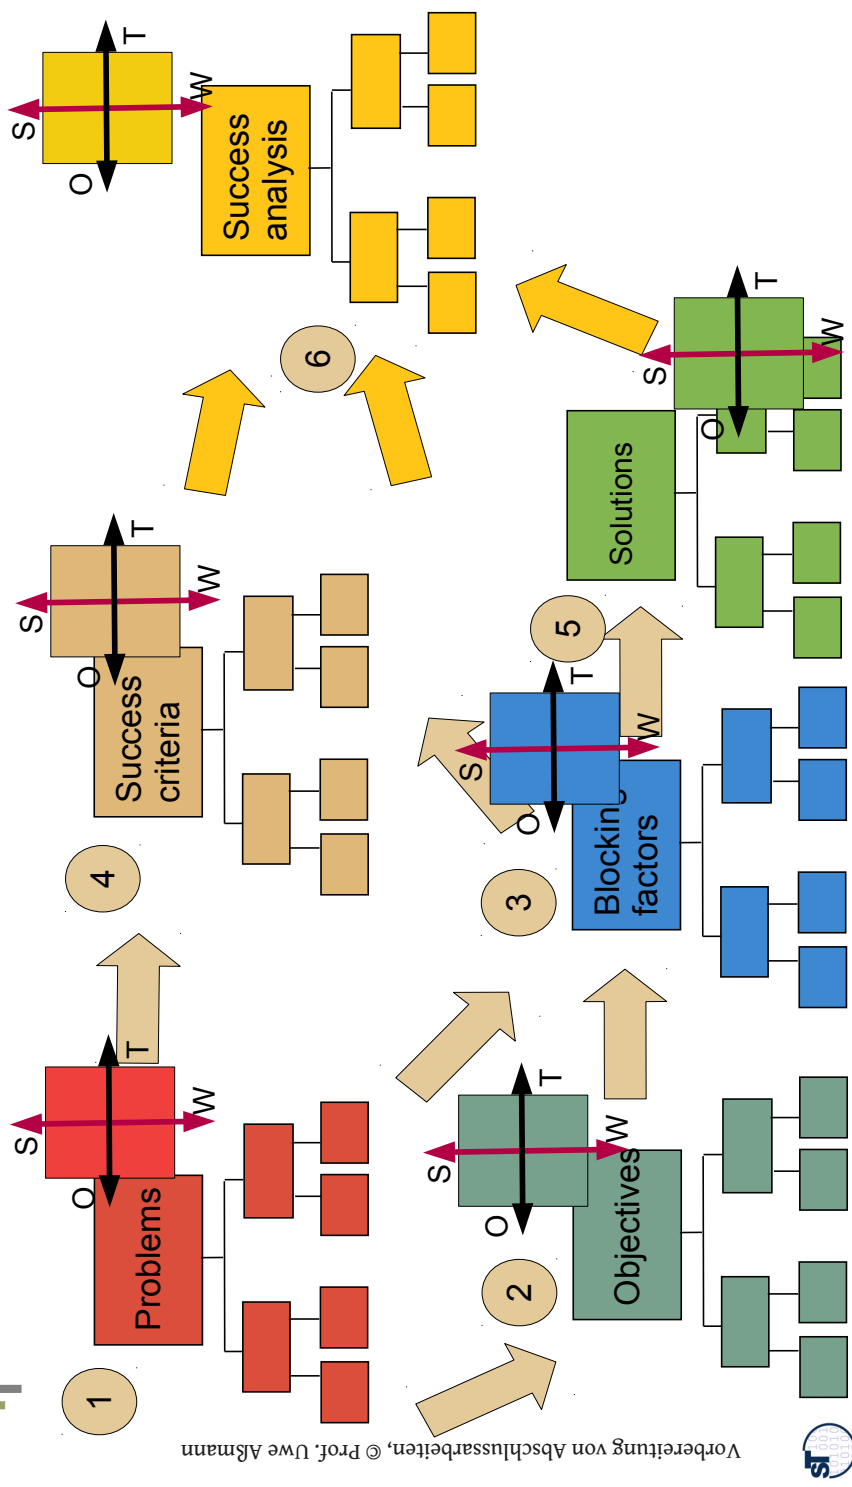 1
Problems
S
O
T
W
4
Success
criteria
S
O
T
W
6
Success
analysis
S
O
T
W
2
Objectives
S
O
T
W
3
Blocking
factors
S
O
T
W
5
Solutions
S
O
T
W
Vorbereitung von Abschlussarbeiten, © Prof. Uwe Aßmann
ST